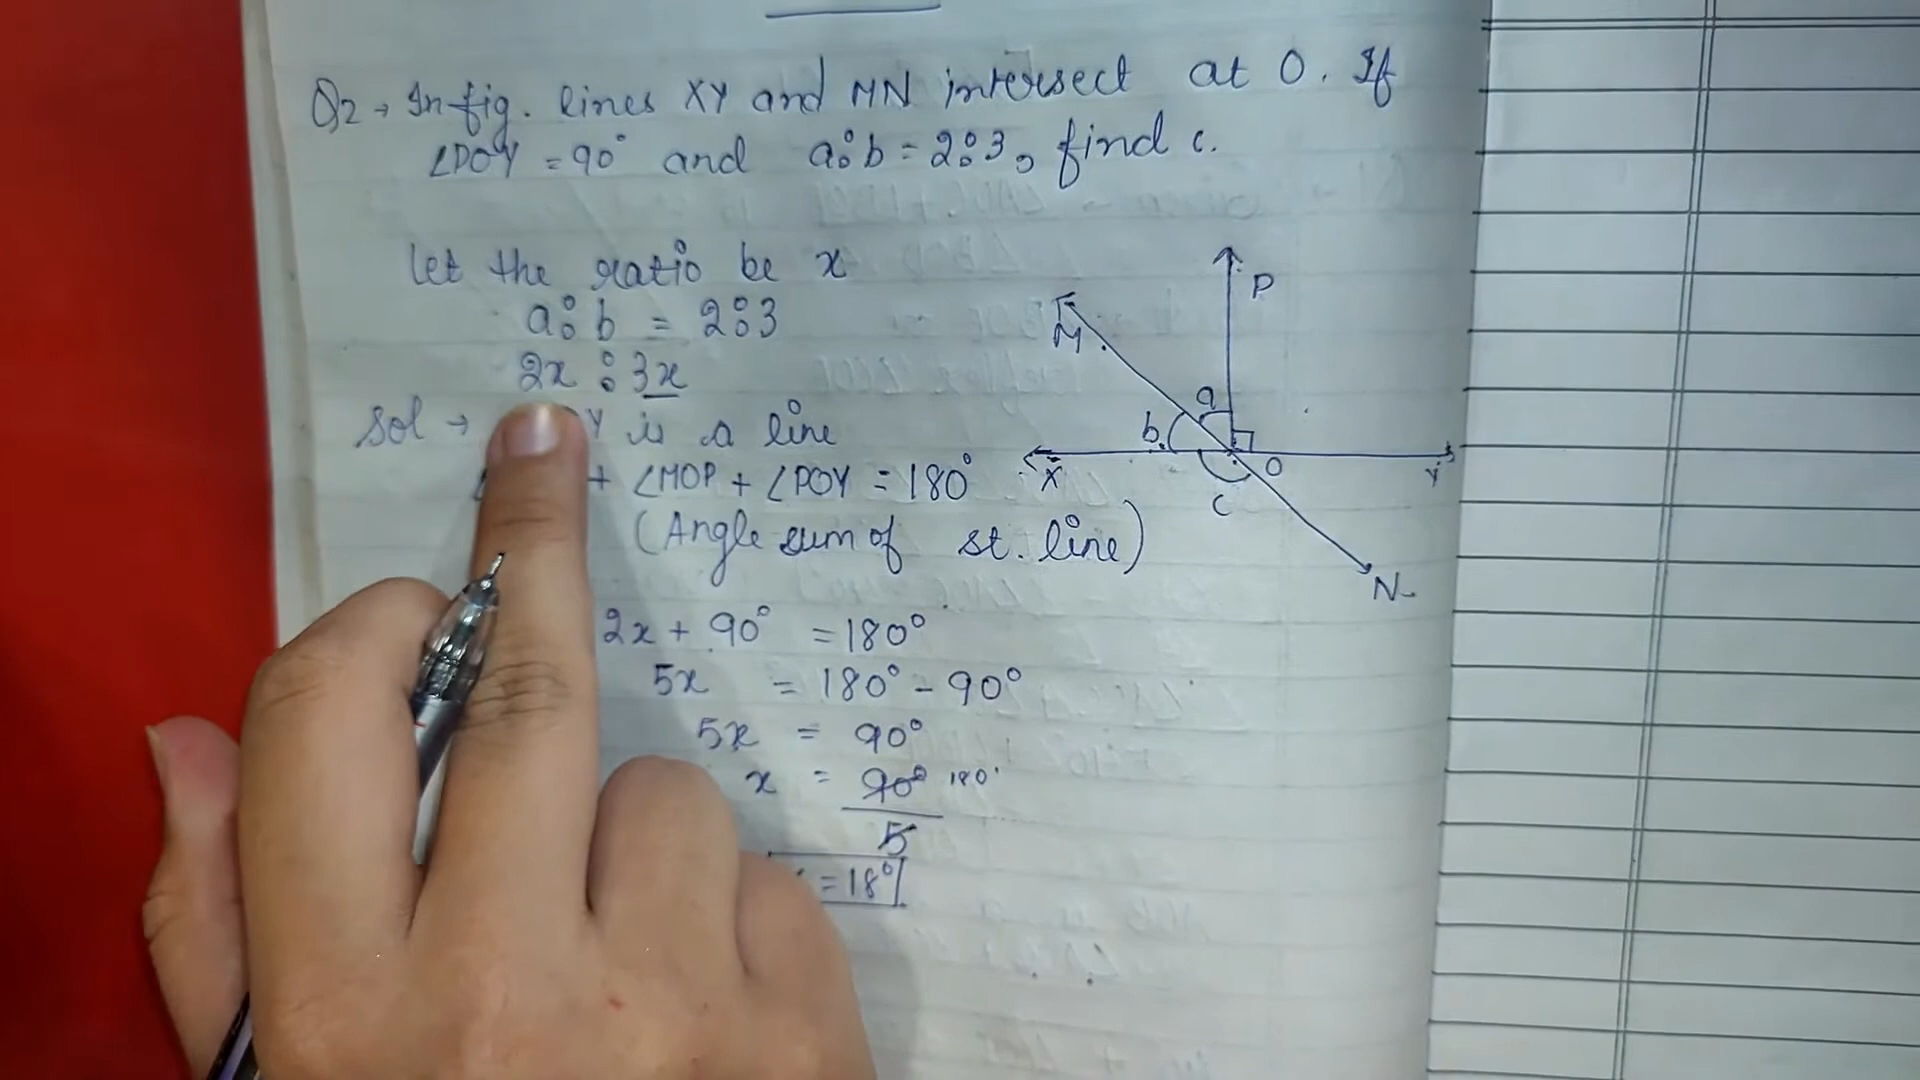 Q2 → In fig. lines XY and MN intersect at O. If
∠POY = 90° and a:b = 2:3, find c.
let the ratio be x
a:b = 2:3
2x : 3x
Sol → Y is a line
+ ∠MOP + ∠POY = 180°
(Angle sum of st. line)
2x + 90° = 180°
5x = 180° - 90°
5x = 90°
x = 90° 180°
5
= 18°
P
M
a
b
X
O
Y
c
N